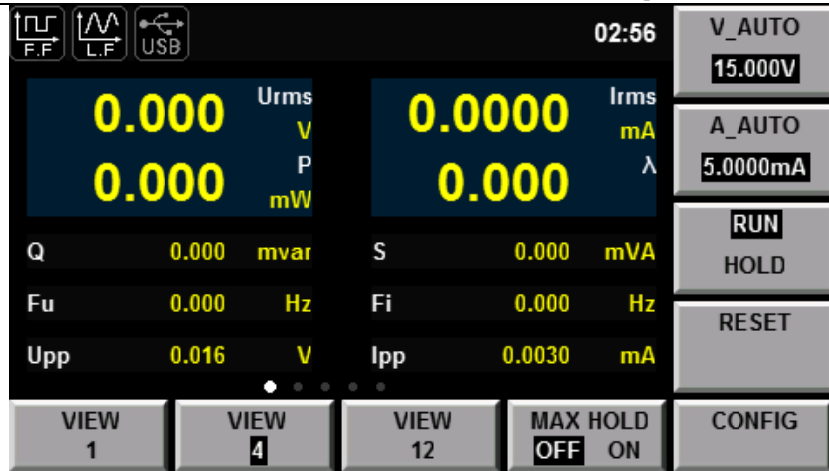 F.F L.F USB 02:56
0.000 Urms V
0.0000 Irms mA
0.000 P mW
0.000 λ
Q 0.000 mvar S 0.000 mVA
Fu 0.000 Hz Fi 0.000 Hz
Upp 0.016 V Ipp 0.0030 mA
V_AUTO
15.000V
A_AUTO
5.0000mA
RUN
HOLD
RESET
VIEW
1
VIEW
4
VIEW
12
MAX HOLD
OFF ON
CONFIG